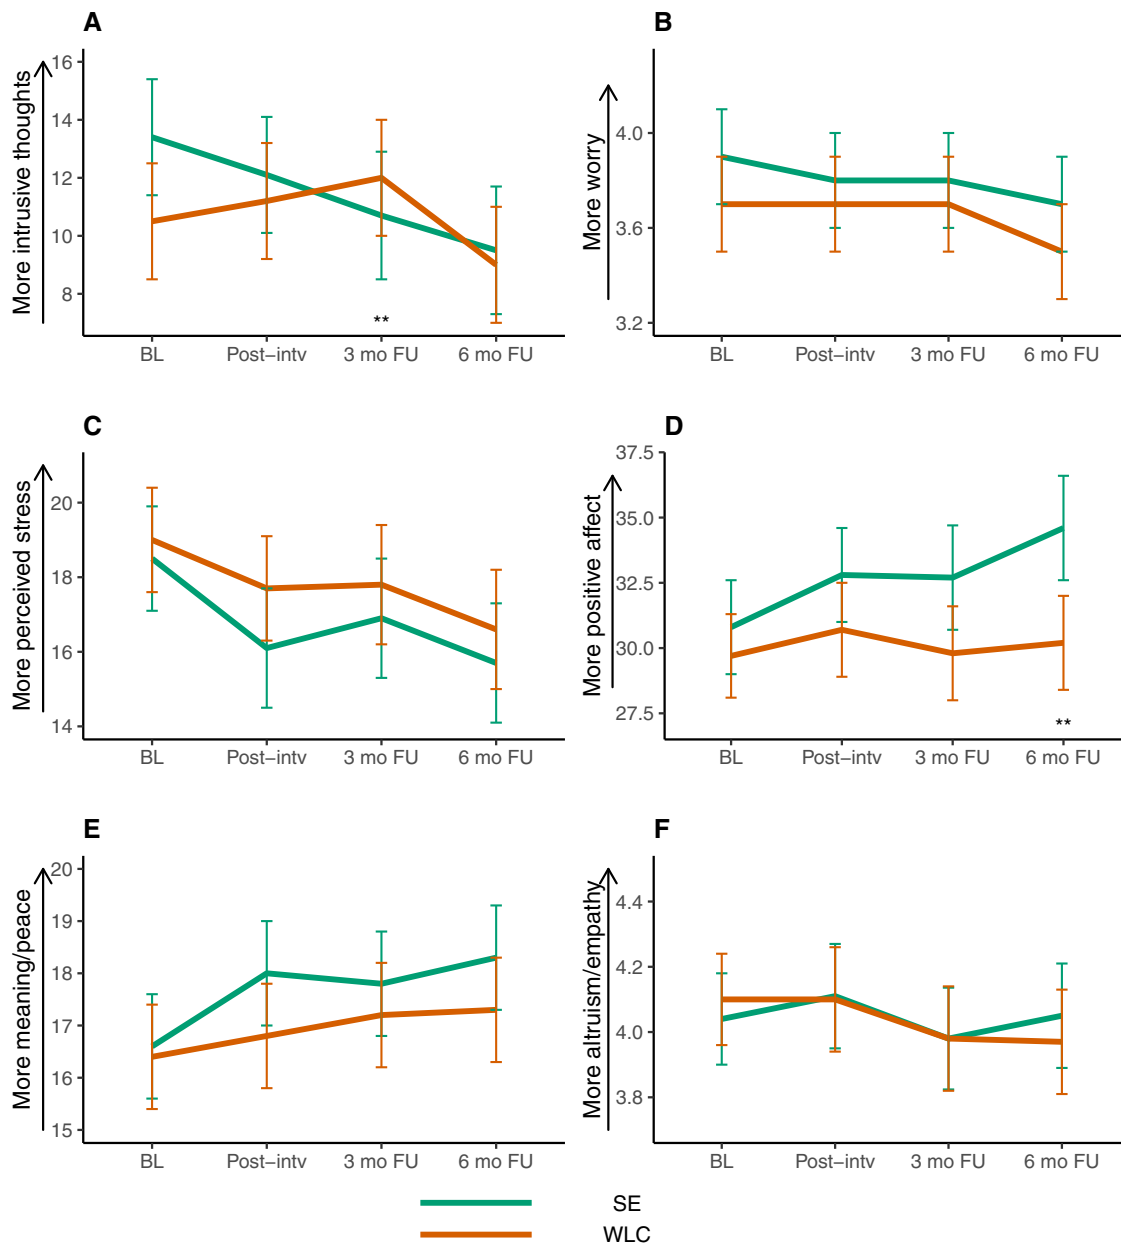 A
More intrusive thoughts
16
14
12
10
8
**
BL Post–intv 3 mo FU 6 mo FU
B
More worry
4.0
3.6
3.2
BL Post–intv 3 mo FU 6 mo FU
C
More perceived stress
20
18
16
14
BL Post–intv 3 mo FU 6 mo FU
D
More positive affect
37.5
35.0
32.5
30.0
27.5
**
BL Post–intv 3 mo FU 6 mo FU
E
More meaning/peace
20
19
18
17
16
15
BL Post–intv 3 mo FU 6 mo FU
F
More altruism/empathy
4.4
4.2
4.0
3.8
BL Post–intv 3 mo FU 6 mo FU
SE
WLC